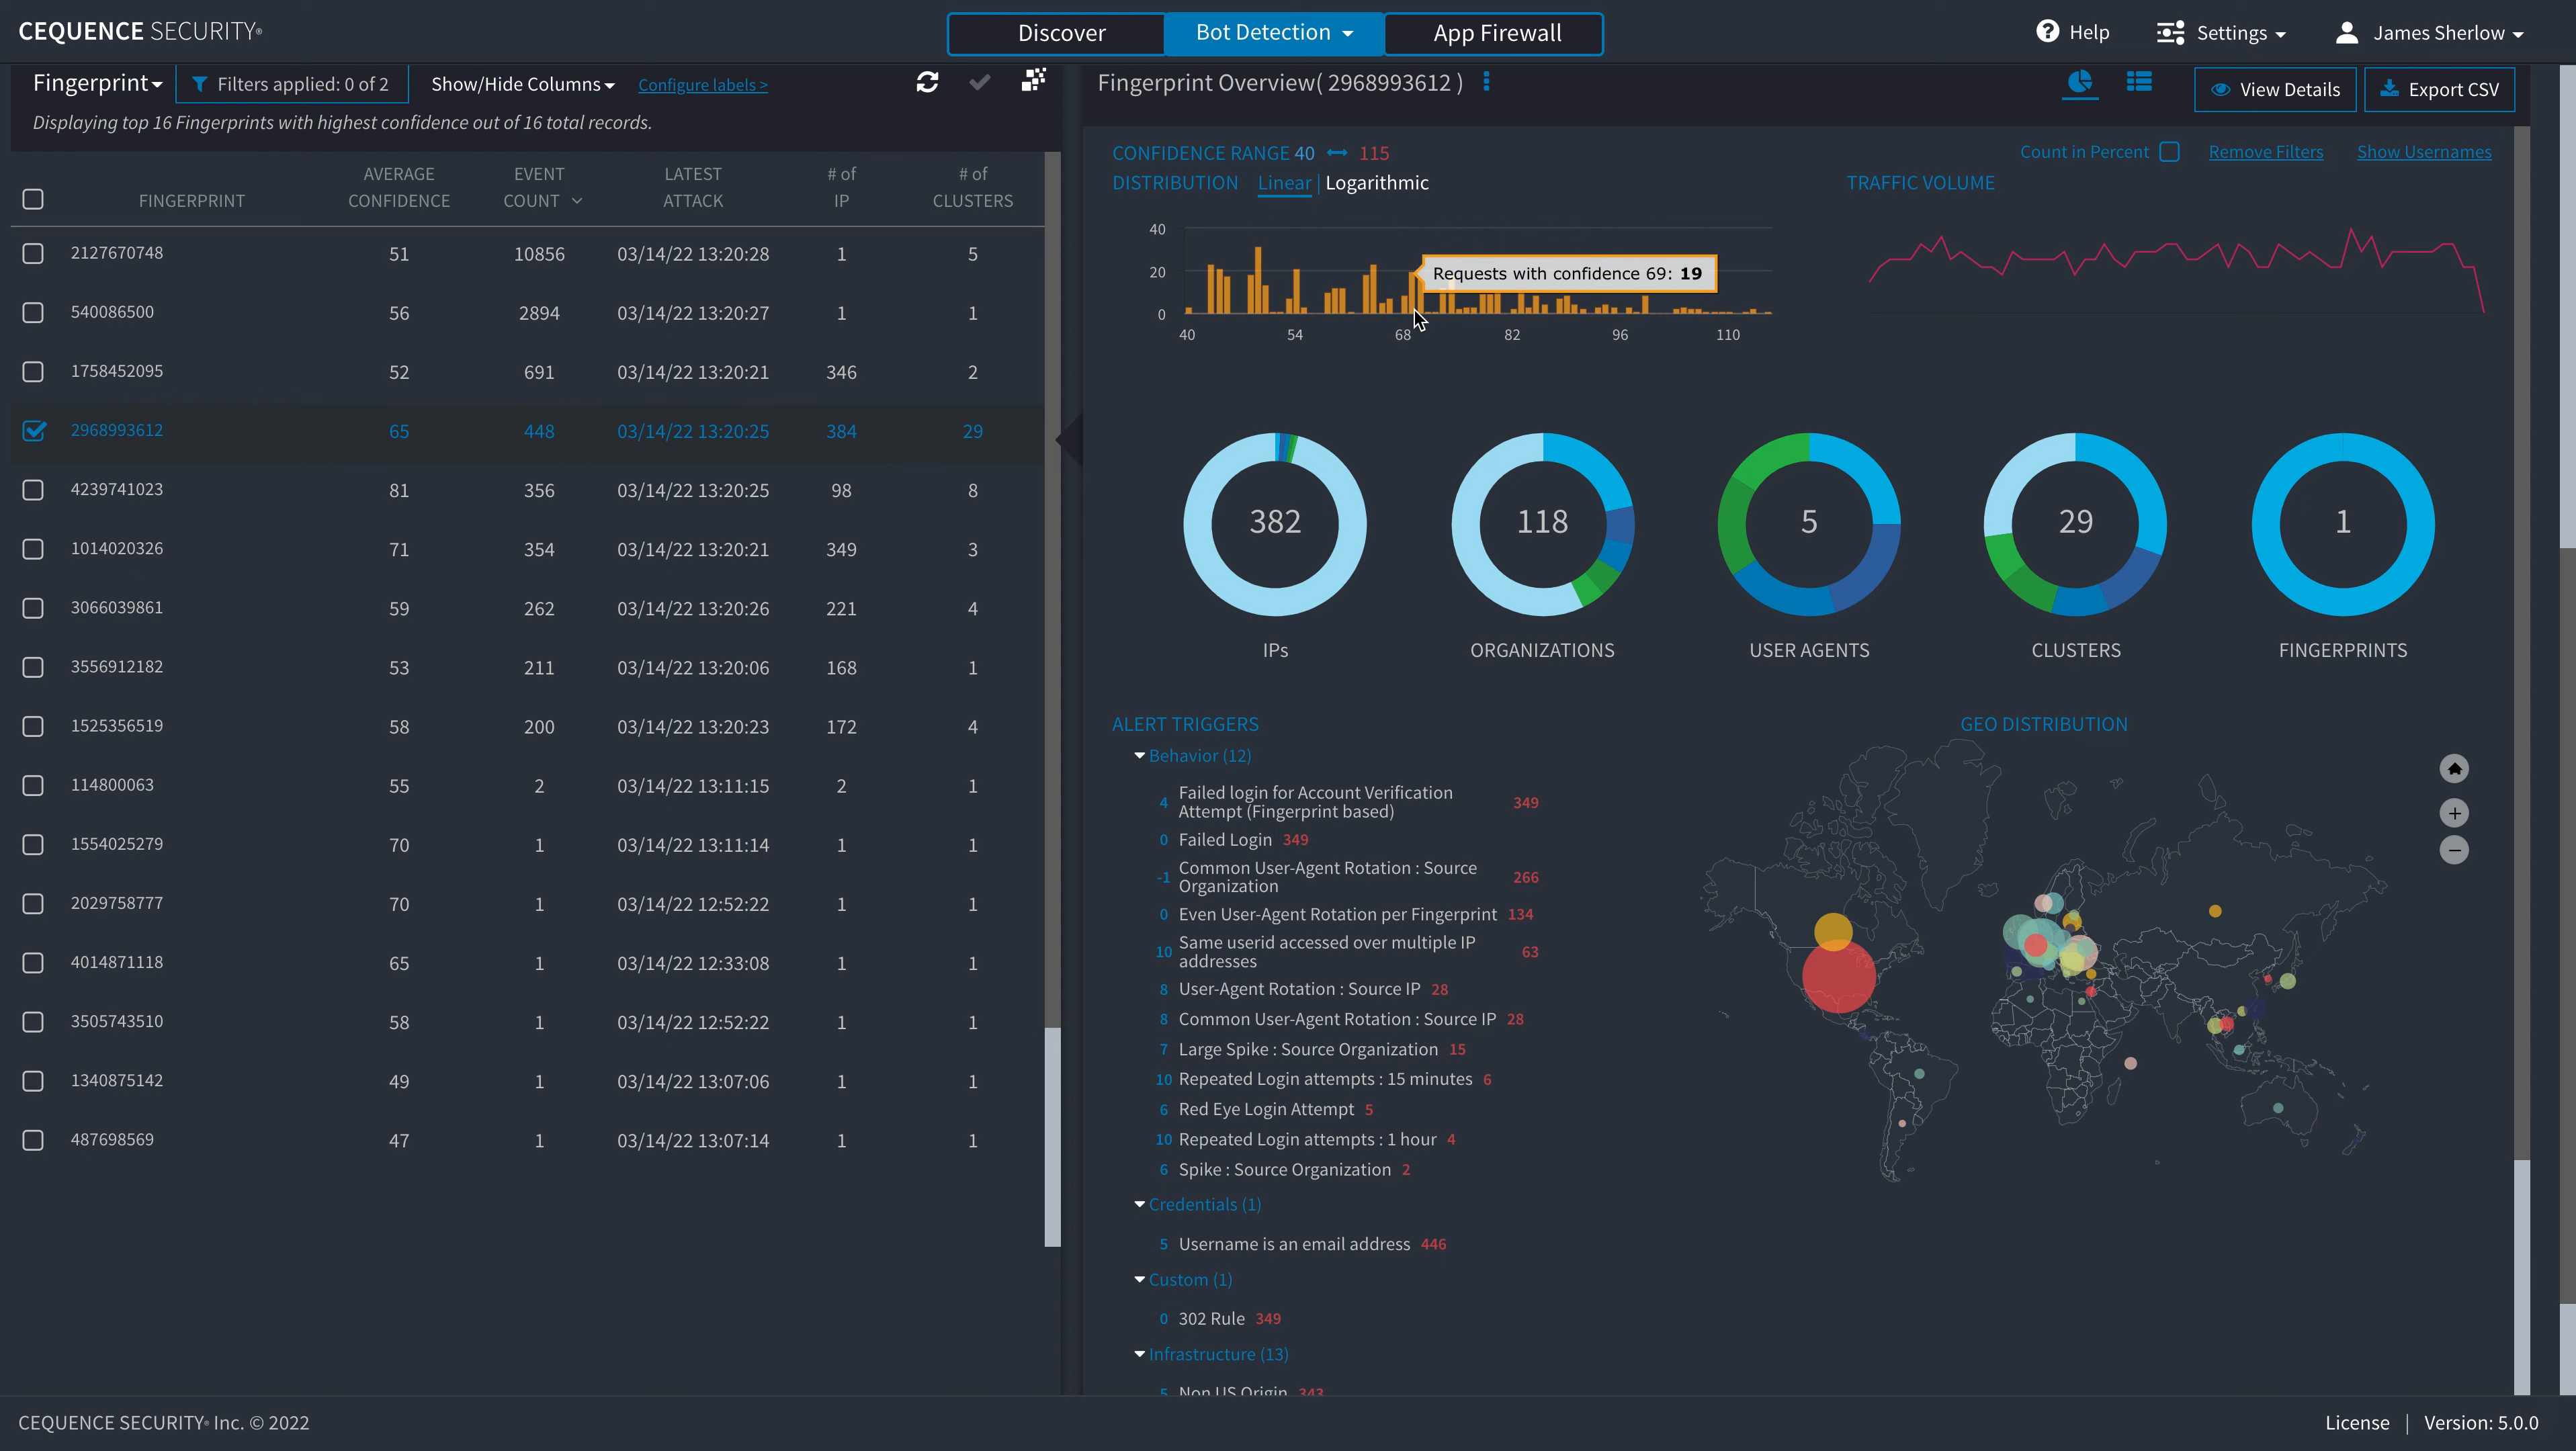 CEQUENCE SECURITY®
Discover
Bot Detection
App Firewall
Help
Settings
James Sherlow
Fingerprint
Filters applied: 0 of 2
Show/Hide Columns
Configure labels >
Displaying top 16 Fingerprints with highest confidence out of 16 total records.
FINGERPRINT AVERAGE CONFIDENCE EVENT COUNT LATEST ATTACK # of IP # of CLUSTERS
2127670748 51 10856 03/14/22 13:20:28 1 5
540086500 56 2894 03/14/22 13:20:27 1 1
1758452095 52 691 03/14/22 13:20:21 346 2
2968993612 65 448 03/14/22 13:20:25 384 29
4239741023 81 356 03/14/22 13:20:25 98 8
1014020326 71 354 03/14/22 13:20:21 349 3
3066039861 59 262 03/14/22 13:20:26 221 4
3556912182 53 211 03/14/22 13:20:06 168 1
1525356519 58 200 03/14/22 13:20:23 172 4
114800063 55 2 03/14/22 13:11:15 2 1
1554025279 70 1 03/14/22 13:11:14 1 1
2029758777 70 1 03/14/22 12:52:22 1 1
4014871118 65 1 03/14/22 12:33:08 1 1
3505743510 58 1 03/14/22 12:52:22 1 1
1340875142 49 1 03/14/22 13:07:06 1 1
487698569 47 1 03/14/22 13:07:14 1 1
Fingerprint Overview( 2968993612 )
View Details
Export CSV
CONFIDENCE RANGE 40 ↔ 115
Count in Percent
Remove Filters
Show Usernames
DISTRIBUTION Linear | Logarithmic
TRAFFIC VOLUME
40
20
0
Requests with confidence 69: 19
40 54 68 82 96 110
382 118 5 29 1
IPs ORGANIZATIONS USER AGENTS CLUSTERS FINGERPRINTS
ALERT TRIGGERS
GEO DISTRIBUTION
Behavior (12)
4 Failed login for Account Verification
Attempt (Fingerprint based) 349
0 Failed Login 349
-1 Common User-Agent Rotation : Source
Organization 266
0 Even User-Agent Rotation per Fingerprint 134
10 Same userid accessed over multiple IP
addresses 63
8 User-Agent Rotation : Source IP 28
8 Common User-Agent Rotation : Source IP 28
7 Large Spike : Source Organization 15
10 Repeated Login attempts : 15 minutes 6
6 Red Eye Login Attempt 5
10 Repeated Login attempts : 1 hour 4
6 Spike : Source Organization 2
Credentials (1)
5 Username is an email address 446
Custom (1)
0 302 Rule 349
Infrastructure (13)
5 Non US Origin 343
CEQUENCE SECURITY® Inc. © 2022
License | Version: 5.0.0